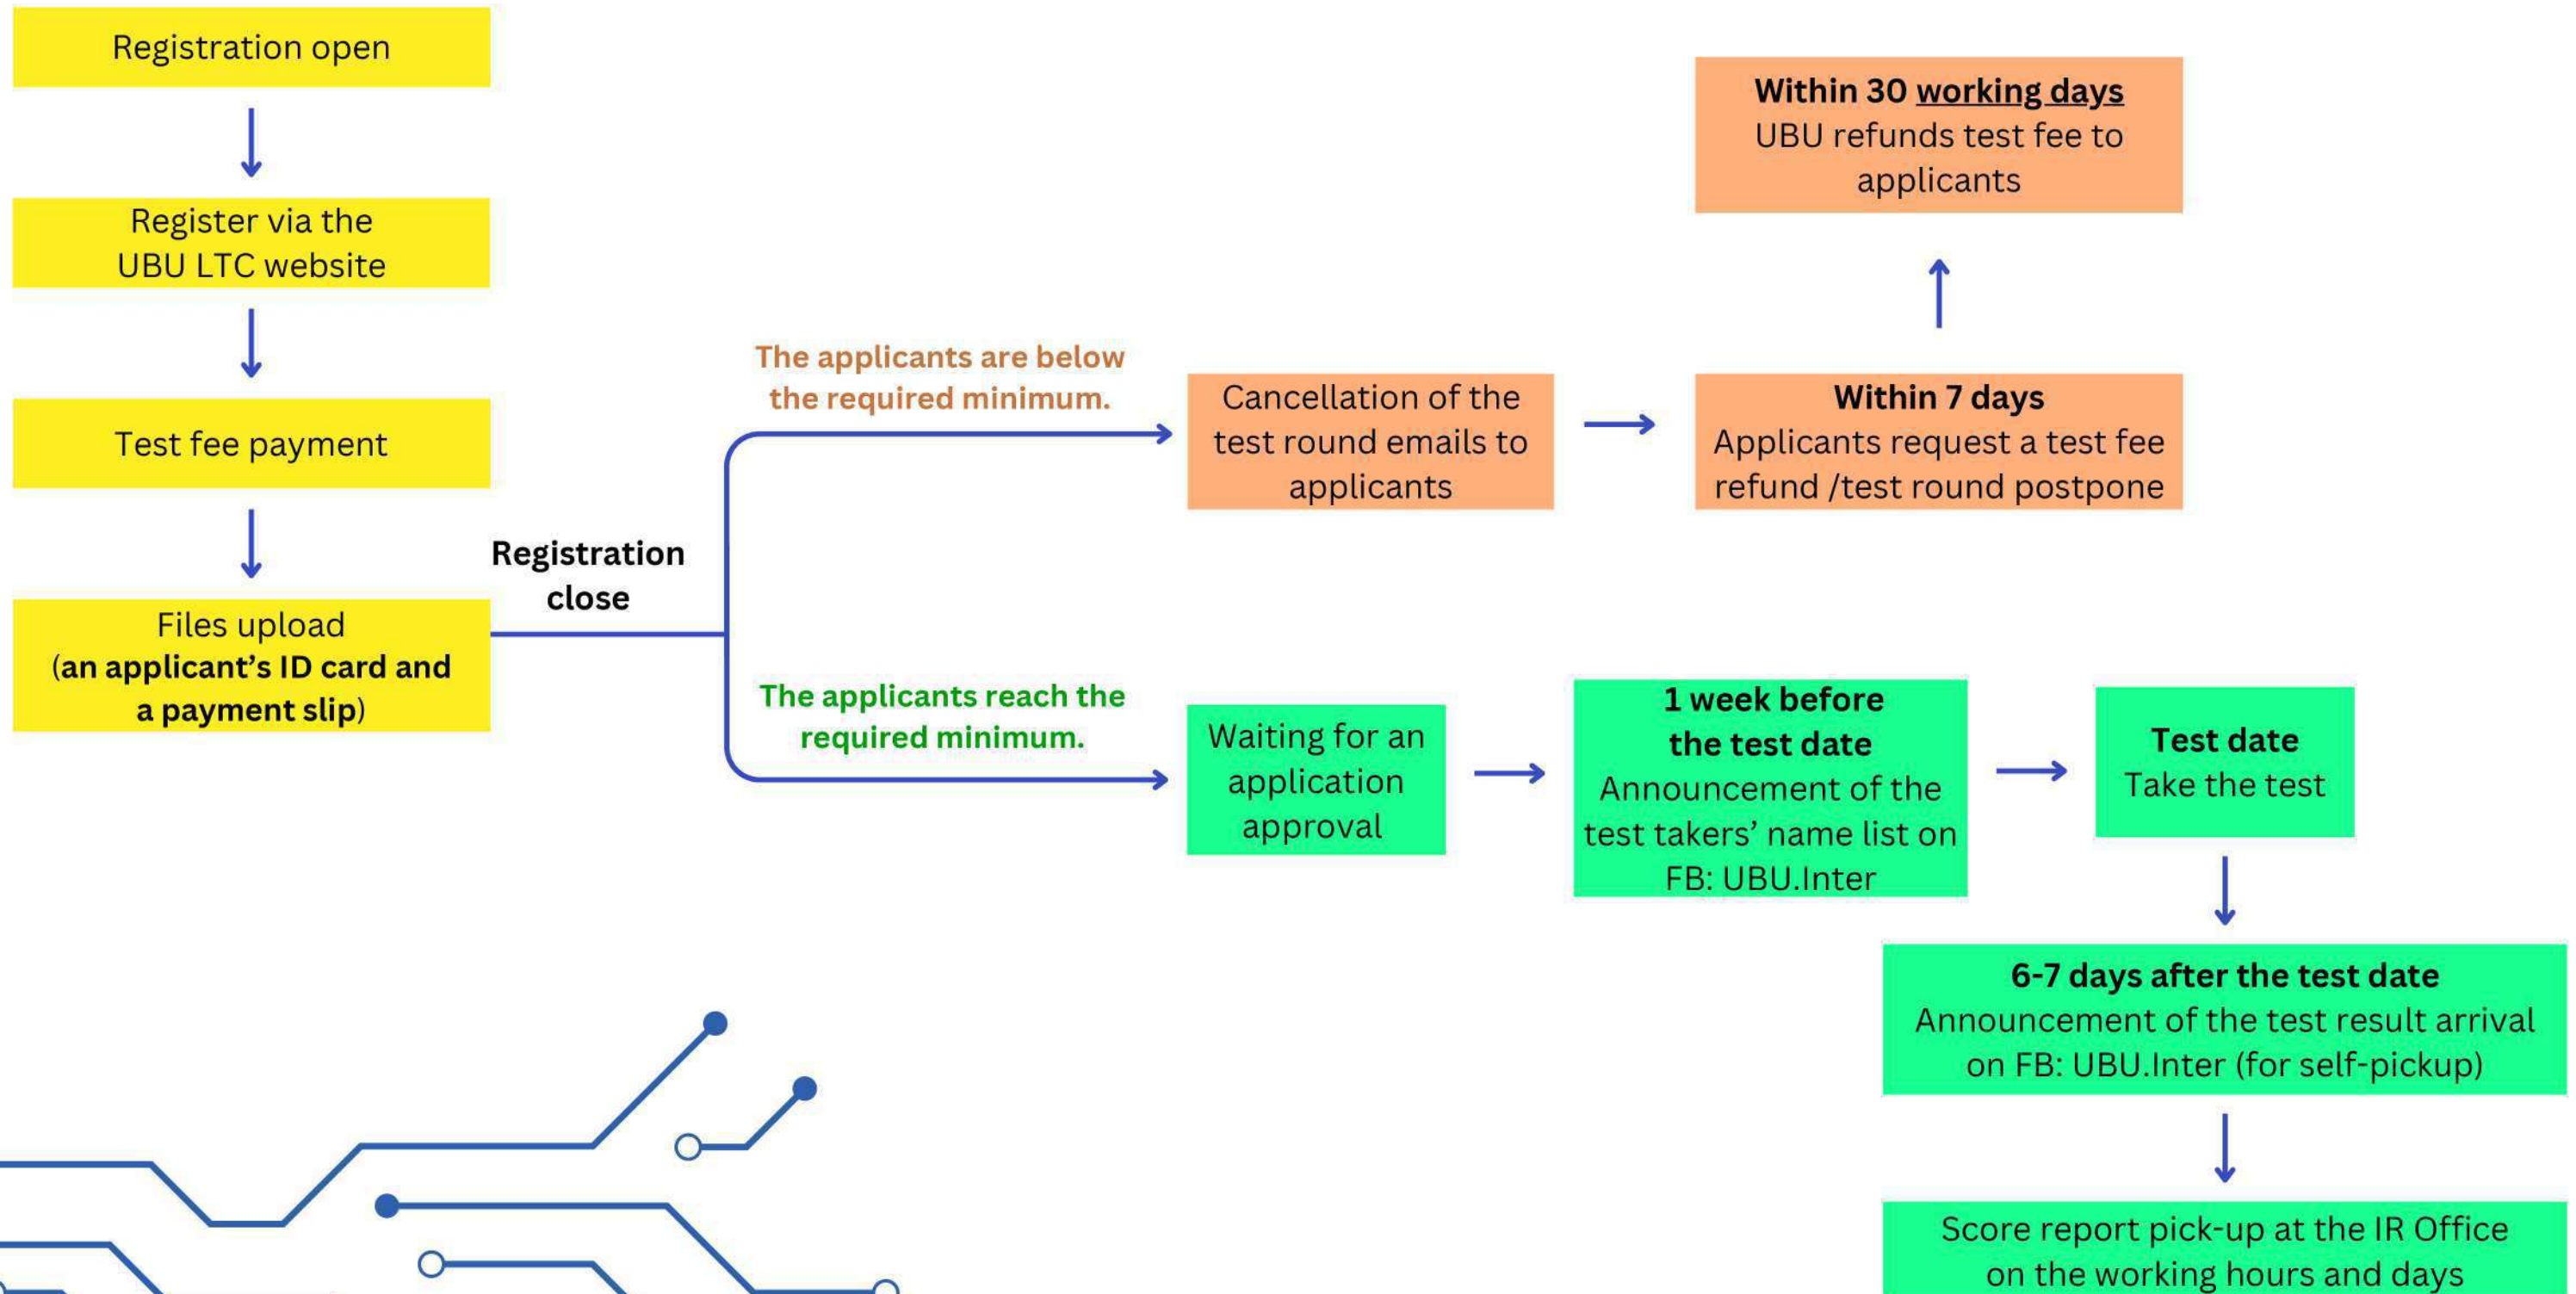 Registration open
Register via the
UBU LTC website
Test fee payment
Files upload
(an applicant’s ID card and
a payment slip)
Registration
close
The applicants are below
the required minimum.
Cancellation of the
test round emails to
applicants
Within 7 days
Applicants request a test fee
refund /test round postpone
Within 30 working days
UBU refunds test fee to
applicants
The applicants reach the
required minimum.
Waiting for an
application
approval
1 week before
the test date
Announcement of the
test takers’ name list on
FB: UBU.Inter
Test date
Take the test
6-7 days after the test date
Announcement of the test result arrival
on FB: UBU.Inter (for self-pickup)
Score report pick-up at the IR Office
on the working hours and days